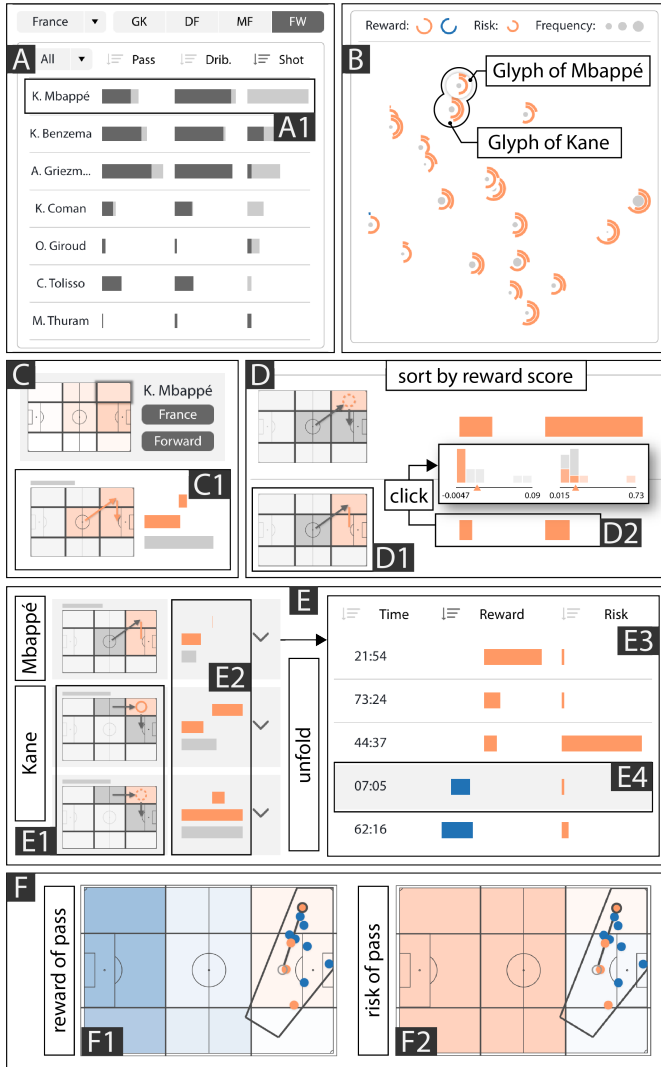 France GK DF MF FW
A All Pass Drib. Shot
K. Mbappé
A1
K. Benzema
A. Griezm...
K. Coman
O. Giroud
C. Tolisso
M. Thuram
Reward: Risk: Frequency:
B
Glyph of Mbappé
Glyph of Kane
C
K. Mbappé
France
Forward
C1
D
sort by reward score
click
-0.0047 0.09 0.015 0.73
D1
D2
Mbappé
Kane
E1
E2
E
unfold
Time Reward Risk
E3
21:54
73:24
44:37
07:05
E4
62:16
F
reward of pass
F1
risk of pass
F2